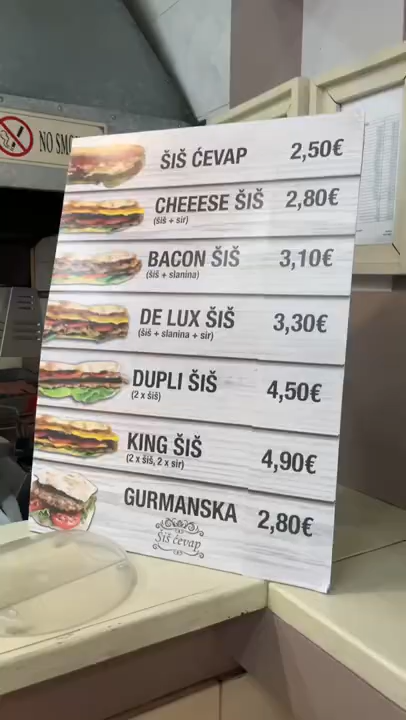 NO SMO
ŠIŠ ĆEVAP 2,50€
CHEEESE ŠIŠ 2,80€
(šiš + sir)
BACON ŠIŠ 3,10€
(šiš + slanina)
DE LUX ŠIŠ 3,30€
(šiš + slanina + sir)
DUPLI ŠIŠ 4,50€
(2 x šiš)
KING ŠIŠ 4,90€
(2 x šiš, 2 x sir)
GURMANSKA 2,80€
Šiš ćevap